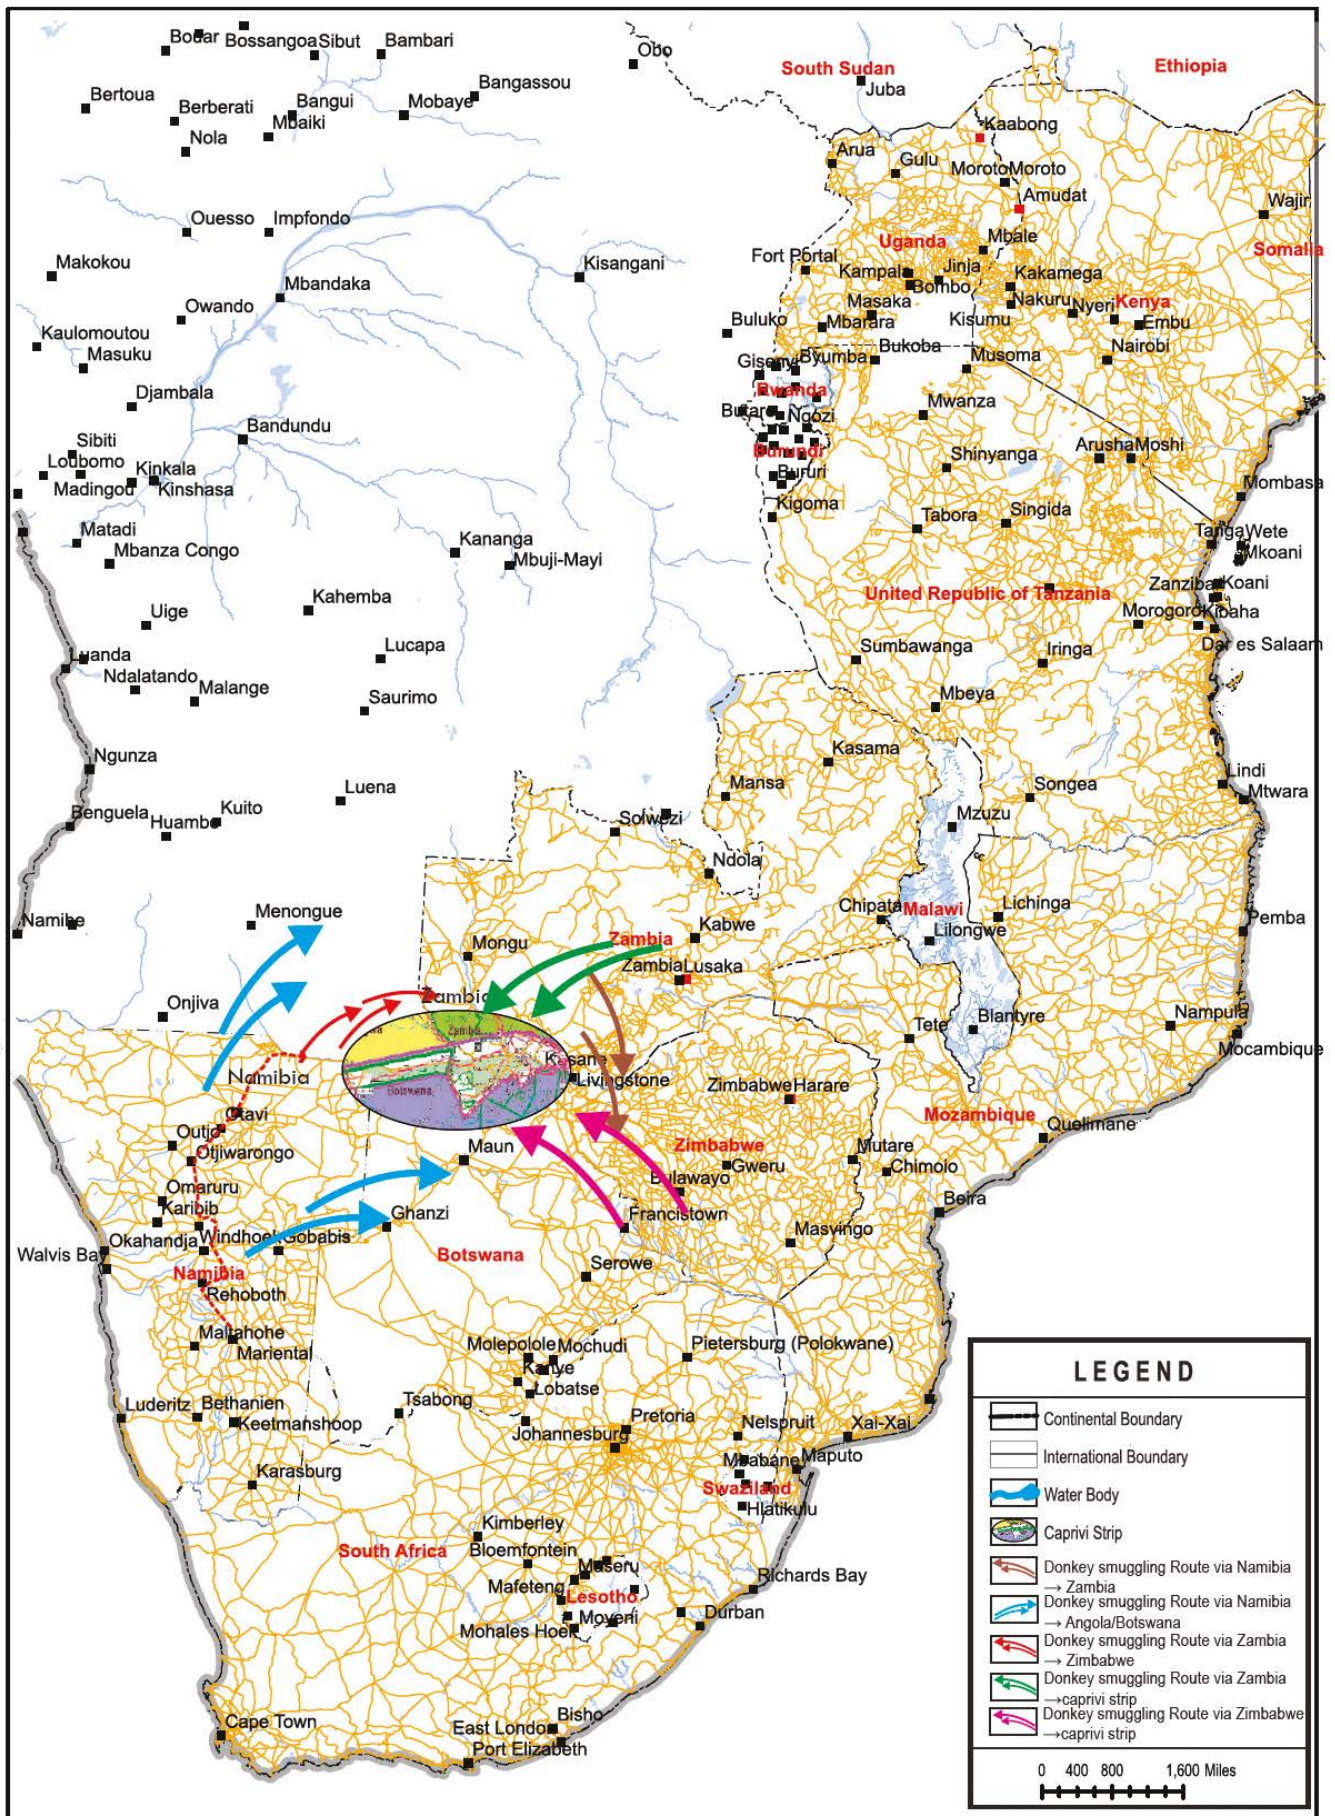 Bouar
Bossangoa
Sibut
Bambari
Obo
South Sudan
Ethiopia
Juba
Bertoua
Berberati
Bangui
Mobaye
Bangassou
Nola
Mbaiki
Kaabong
Arua
Gulu
Moroto
Moroto
Amudat
Wajir
Ouesso
Impfondo
Uganda
Mbale
Somalia
Makokou
Mbandaka
Kisangani
Fort Portal
Kampala
Jinja
Kakamega
Bombo
Owando
Masaka
Nakuru
Nyeri
Kenya
Buluko
Mbarara
Kisumu
Embu
Kaulomoutou
Masuku
Gisenyi
Byumba
Bukoba
Musoma
Nairobi
Djambala
Rwanda
Butare
Ngozi
Mwanza
Bandundu
Sibiti
Loubomo
Kinkala
Burundi
Shinyanga
Arusha
Moshi
Madingou
Kinshasa
Bururi
Mombasa
Kigoma
Tabora
Singida
Matadi
Mbanza Congo
Kananga
Mbuji-Mayi
Tanga
Wete
Mkoani
Kahemba
Uige
United Republic of Tanzania
Zanzibar
Koani
Morogoro
Kibaha
Luanda
Lucapa
Sumbawanga
Iringa
Dar es Salaam
Ndalatando
Malange
Saurimo
Mbeya
Ngunza
Kasama
Luena
Mansa
Songea
Lindi
Mtwara
Benguela
Huambo
Kuito
Solwezi
Mzuzu
Ndola
Namibe
Menongue
Mongu
Zambia
Kabwe
Chipata
Malawi
Lichinga
Pemba
Lilongwe
Zambia
Lusaka
Onjiva
Zambia
Tete
Blantyre
Nampula
Mocambique
Zambia
Kasane
Namibia
Botswana
Livingstone
Zimbabwe
Harare
Otavi
Mozambique
Outjo
Otjiwarongo
Maun
Zimbabwe
Quelimane
Mutare
Gweru
Chimoio
Omaruru
Karibib
Bulawayo
Beira
Ghanzi
Francistown
Okahandja
Windhoek
Gobabis
Masvingo
Walvis Bay
Botswana
Namibia
Serowe
Rehoboth
Maltahohe
Mariental
Molepolole
Mochudi
Pietersburg (Polokwane)
Kanye
Lobatse
Luderitz
Bethanien
Tsabong
Keetmanshoop
Johannesburg
Pretoria
Nelspruit
Xai-Xai
Karasburg
Mbabane
Maputo
Swaziland
Hlatikulu
Kimberley
South Africa
Bloemfontein
Maseru
Mafeteng
Lesotho
Richards Bay
Mohales Hoek
Moyeni
Durban
Cape Town
East London
Bisho
Port Elizabeth
LEGEND
Continental Boundary
International Boundary
Water Body
Caprivi Strip
Donkey smuggling Route via Namibia
→ Zambia
Donkey smuggling Route via Namibia
→ Angola/Botswana
Donkey smuggling Route via Zambia
→ Zimbabwe
Donkey smuggling Route via Zambia
→caprivi strip
Donkey smuggling Route via Zimbabwe
→caprivi strip
0 400 800 1,600 Miles